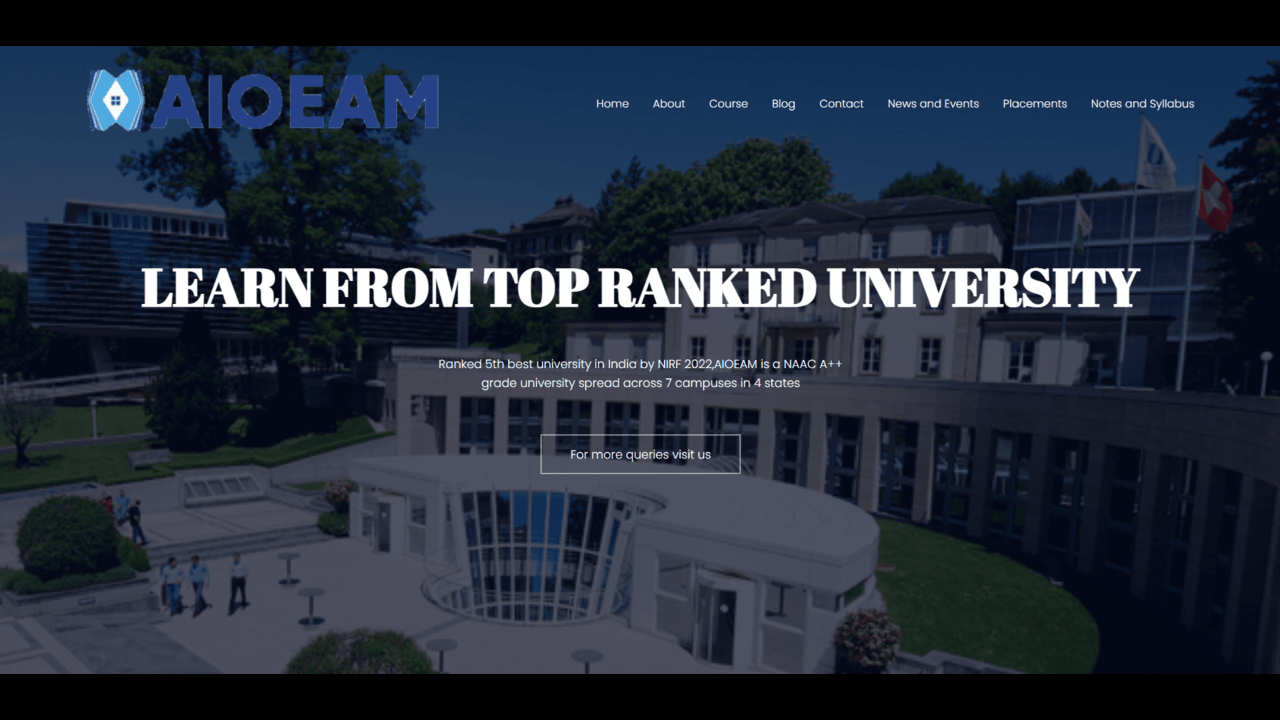 AIOEAM
Home About Course Blog Contact News and Events Placements Notes and Syllabus
LEARN FROM TOP RANKED UNIVERSITY
Ranked 5th best university in India by NIRF 2022,AIOEAM is a NAAC A++
grade university spread across 7 campuses in 4 states
For more queries visit us